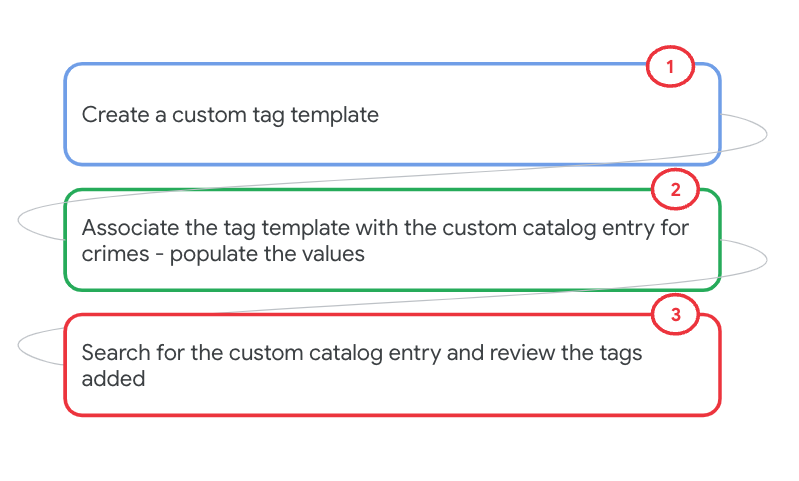 1
Create a custom tag template
2
Associate the tag template with the custom catalog entry for
crimes - populate the values
3
Search for the custom catalog entry and review the tags
added